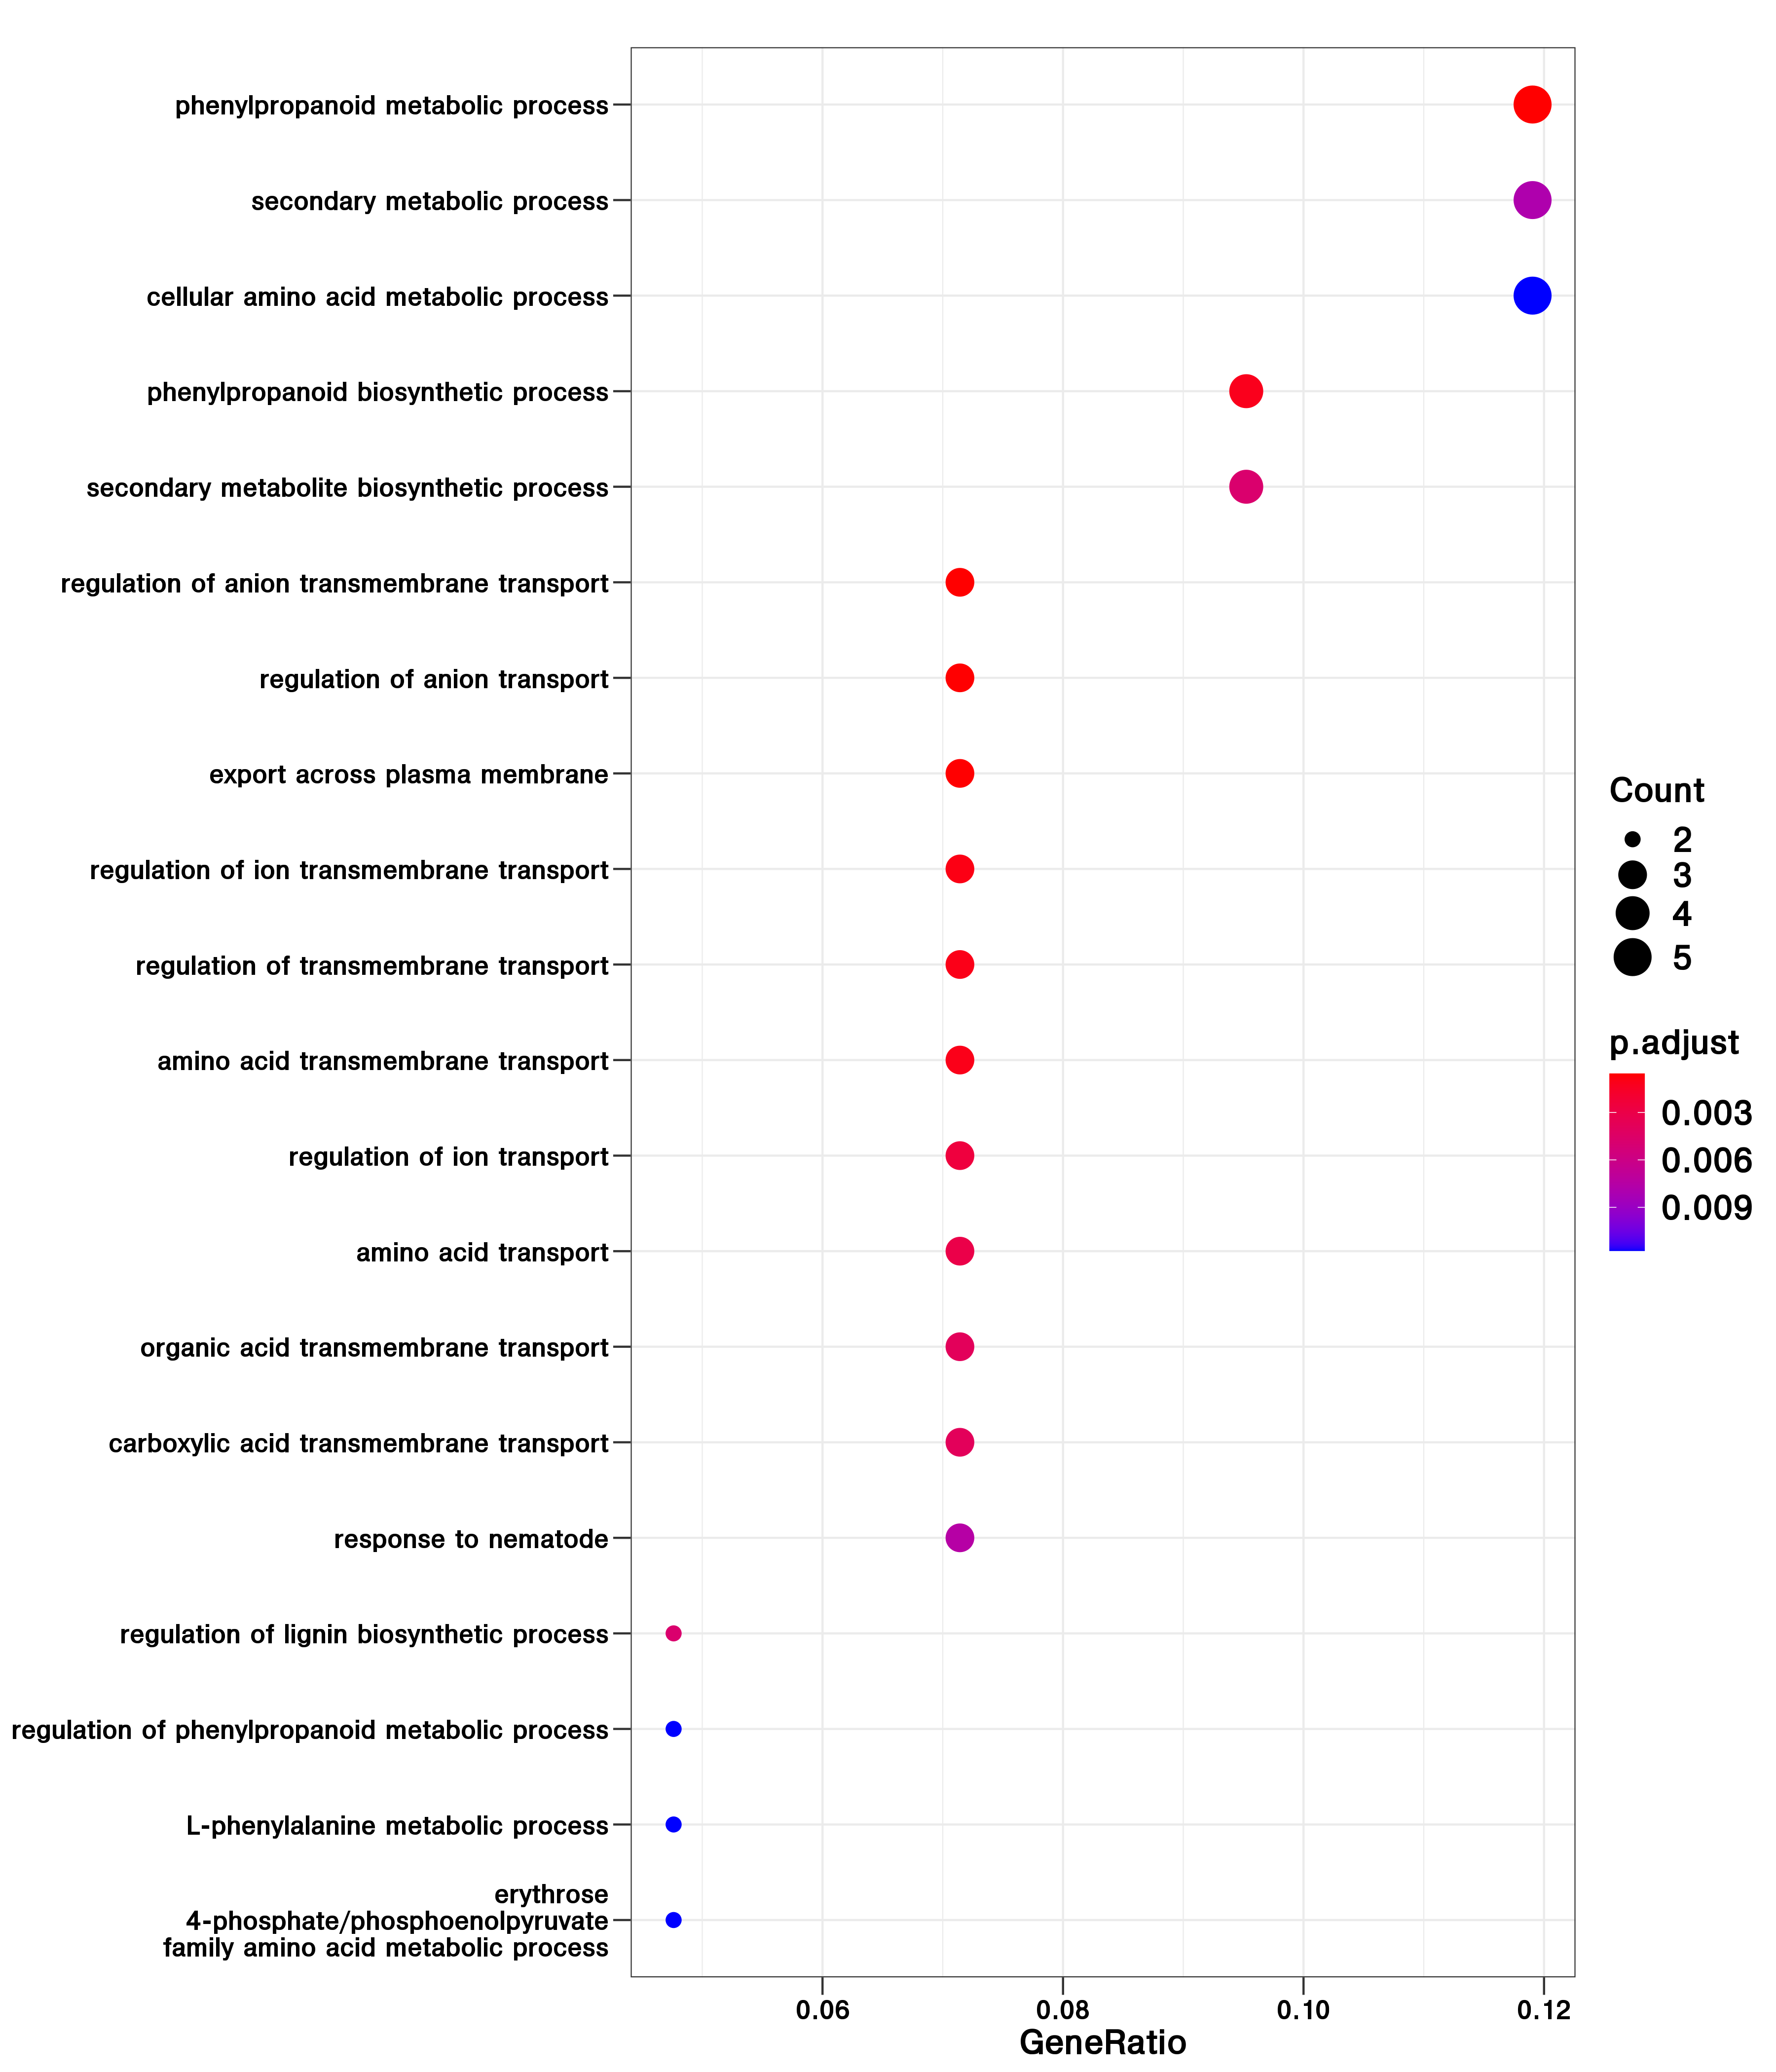 phenylpropanoid metabolic process
secondary metabolic process
cellular amino acid metabolic process
phenylpropanoid biosynthetic process
secondary metabolite biosynthetic process
regulation of anion transmembrane transport
regulation of anion transport
export across plasma membrane
regulation of ion transmembrane transport
regulation of transmembrane transport
amino acid transmembrane transport
regulation of ion transport
amino acid transport
organic acid transmembrane transport
carboxylic acid transmembrane transport
response to nematode
regulation of lignin biosynthetic process
regulation of phenylpropanoid metabolic process
L-phenylalanine metabolic process
erythrose
4-phosphate/phosphoenolpyruvate
family amino acid metabolic process
0.06 0.08 0.10 0.12
GeneRatio
Count
2
3
4
5
p.adjust
0.003
0.006
0.009